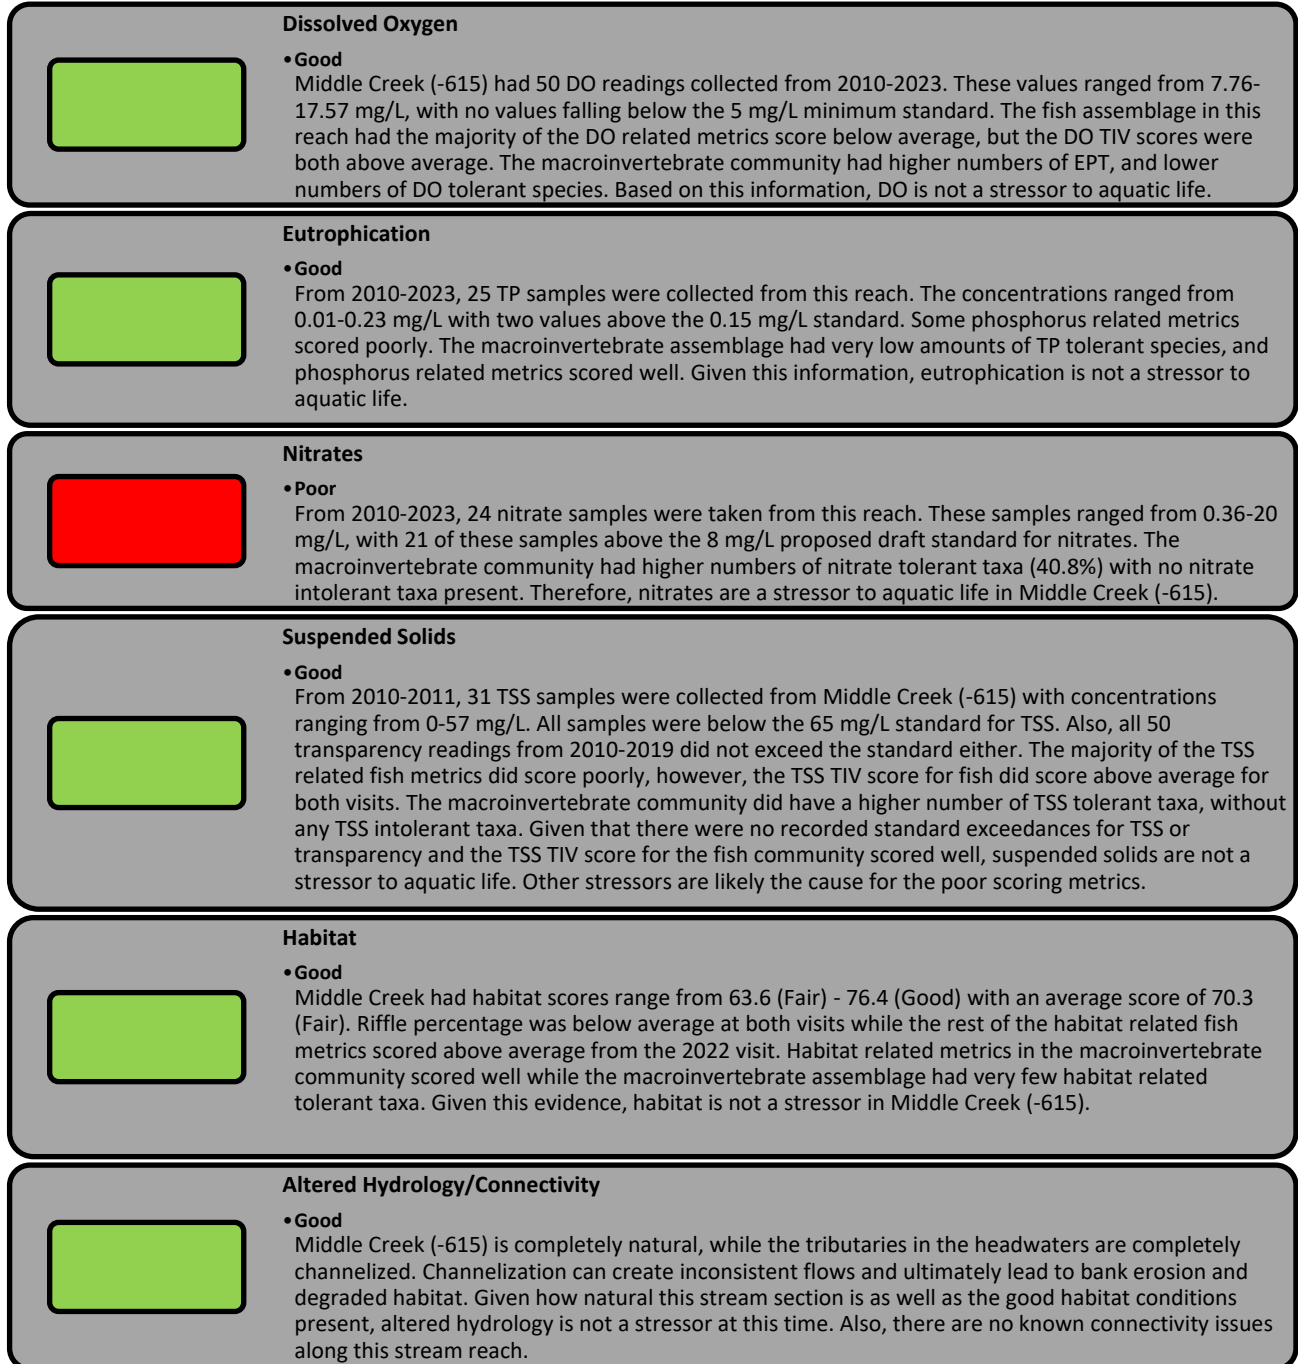 Dissolved Oxygen
•Good
Middle Creek (-615) had 50 DO readings collected from 2010-2023. These values ranged from 7.76-
17.57 mg/L, with no values falling below the 5 mg/L minimum standard. The fish assemblage in this
reach had the majority of the DO related metrics score below average, but the DO TIV scores were
both above average. The macroinvertebrate community had higher numbers of EPT, and lower
numbers of DO tolerant species. Based on this information, DO is not a stressor to aquatic life.
Eutrophication
•Good
From 2010-2023, 25 TP samples were collected from this reach. The concentrations ranged from
0.01-0.23 mg/L with two values above the 0.15 mg/L standard. Some phosphorus related metrics
scored poorly. The macroinvertebrate assemblage had very low amounts of TP tolerant species, and
phosphorus related metrics scored well. Given this information, eutrophication is not a stressor to
aquatic life.
Nitrates
•Poor
From 2010-2023, 24 nitrate samples were taken from this reach. These samples ranged from 0.36-20
mg/L, with 21 of these samples above the 8 mg/L proposed draft standard for nitrates. The
macroinvertebrate community had higher numbers of nitrate tolerant taxa (40.8%) with no nitrate
intolerant taxa present. Therefore, nitrates are a stressor to aquatic life in Middle Creek (-615).
Suspended Solids
•Good
From 2010-2011, 31 TSS samples were collected from Middle Creek (-615) with concentrations
ranging from 0-57 mg/L. All samples were below the 65 mg/L standard for TSS. Also, all 50
transparency readings from 2010-2019 did not exceed the standard either. The majority of the TSS
related fish metrics did score poorly, however, the TSS TIV score for fish did score above average for
both visits. The macroinvertebrate community did have a higher number of TSS tolerant taxa, without
any TSS intolerant taxa. Given that there were no recorded standard exceedances for TSS or
transparency and the TSS TIV score for the fish community scored well, suspended solids are not a
stressor to aquatic life. Other stressors are likely the cause for the poor scoring metrics.
Habitat
•Good
Middle Creek had habitat scores range from 63.6 (Fair) - 76.4 (Good) with an average score of 70.3
(Fair). Riffle percentage was below average at both visits while the rest of the habitat related fish
metrics scored above average from the 2022 visit. Habitat related metrics in the macroinvertebrate
community scored well while the macroinvertebrate assemblage had very few habitat related
tolerant taxa. Given this evidence, habitat is not a stressor in Middle Creek (-615).
Altered Hydrology/Connectivity
•Good
Middle Creek (-615) is completely natural, while the tributaries in the headwaters are completely
channelized. Channelization can create inconsistent flows and ultimately lead to bank erosion and
degraded habitat. Given how natural this stream section is as well as the good habitat conditions
present, altered hydrology is not a stressor at this time. Also, there are no known connectivity issues
along this stream reach.